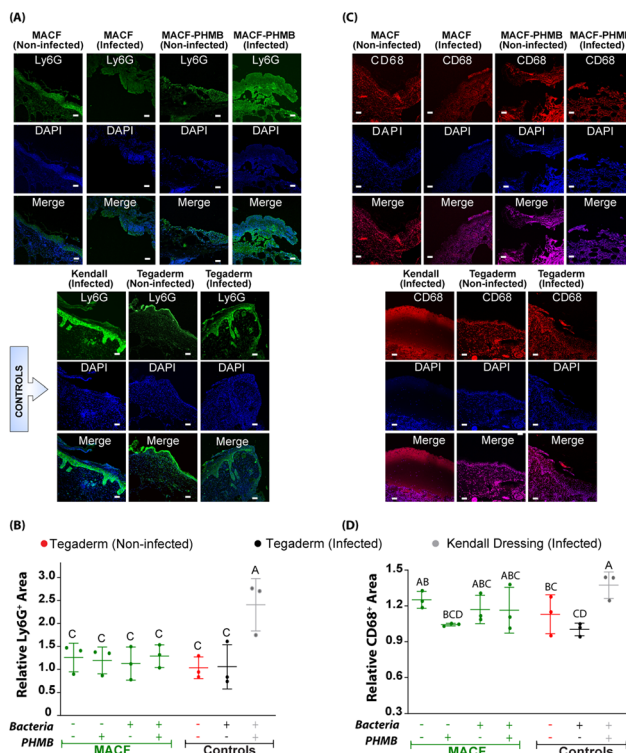 (A)
MACF (Non-infected) MACF (Infected) MACF-PHMB (Non-infected) MACF-PHMB (Infected)
Ly6G Ly6G Ly6G Ly6G
DAPI DAPI DAPI DAPI
Merge Merge Merge Merge
Kendall (Infected) Tegaderm (Non-infected) Tegaderm (Infected)
Ly6G Ly6G Ly6G
DAPI DAPI DAPI
Merge Merge Merge
CONTROLS
(C)
MACF (Non-infected) MACF (Infected) MACF-PHMB (Non-infected) MACF-PHMB (Infected)
CD68 CD68 CD68 CD68
DAPI DAPI DAPI DAPI
Merge Merge Merge Merge
Kendall (Infected) Tegaderm (Non-infected) Tegaderm (Infected)
CD68 CD68 CD68
DAPI DAPI DAPI
Merge Merge Merge
(B)
(D)
Tegaderm (Non-infected) Tegaderm (Infected) Kendall Dressing (Infected)
Relative Ly6G+ Area
3.0
2.5
2.0
1.5
1.0
0.5
0.0
C C C C C C A
Bacteria - - + + - + +
PHMB - + - + - - +
MACF Controls
Relative CD68+ Area
1.5
1.2
1.2
0.9
0.3
AB BCD ABC ABC BC CD A
Bacteria - - + + - + +
PHMB - + - + - - +
MACF Controls